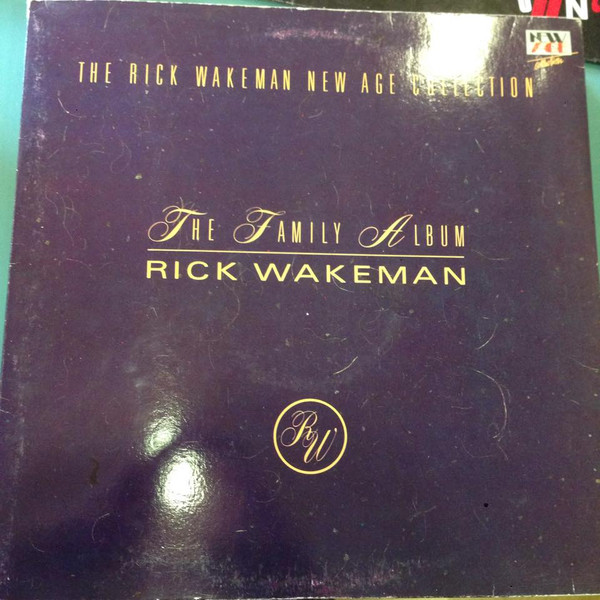 THE RICK WAKEMAN NEW AGE COLLECTION
THE FAMILY ALBUM
RICK WAKEMAN
RW